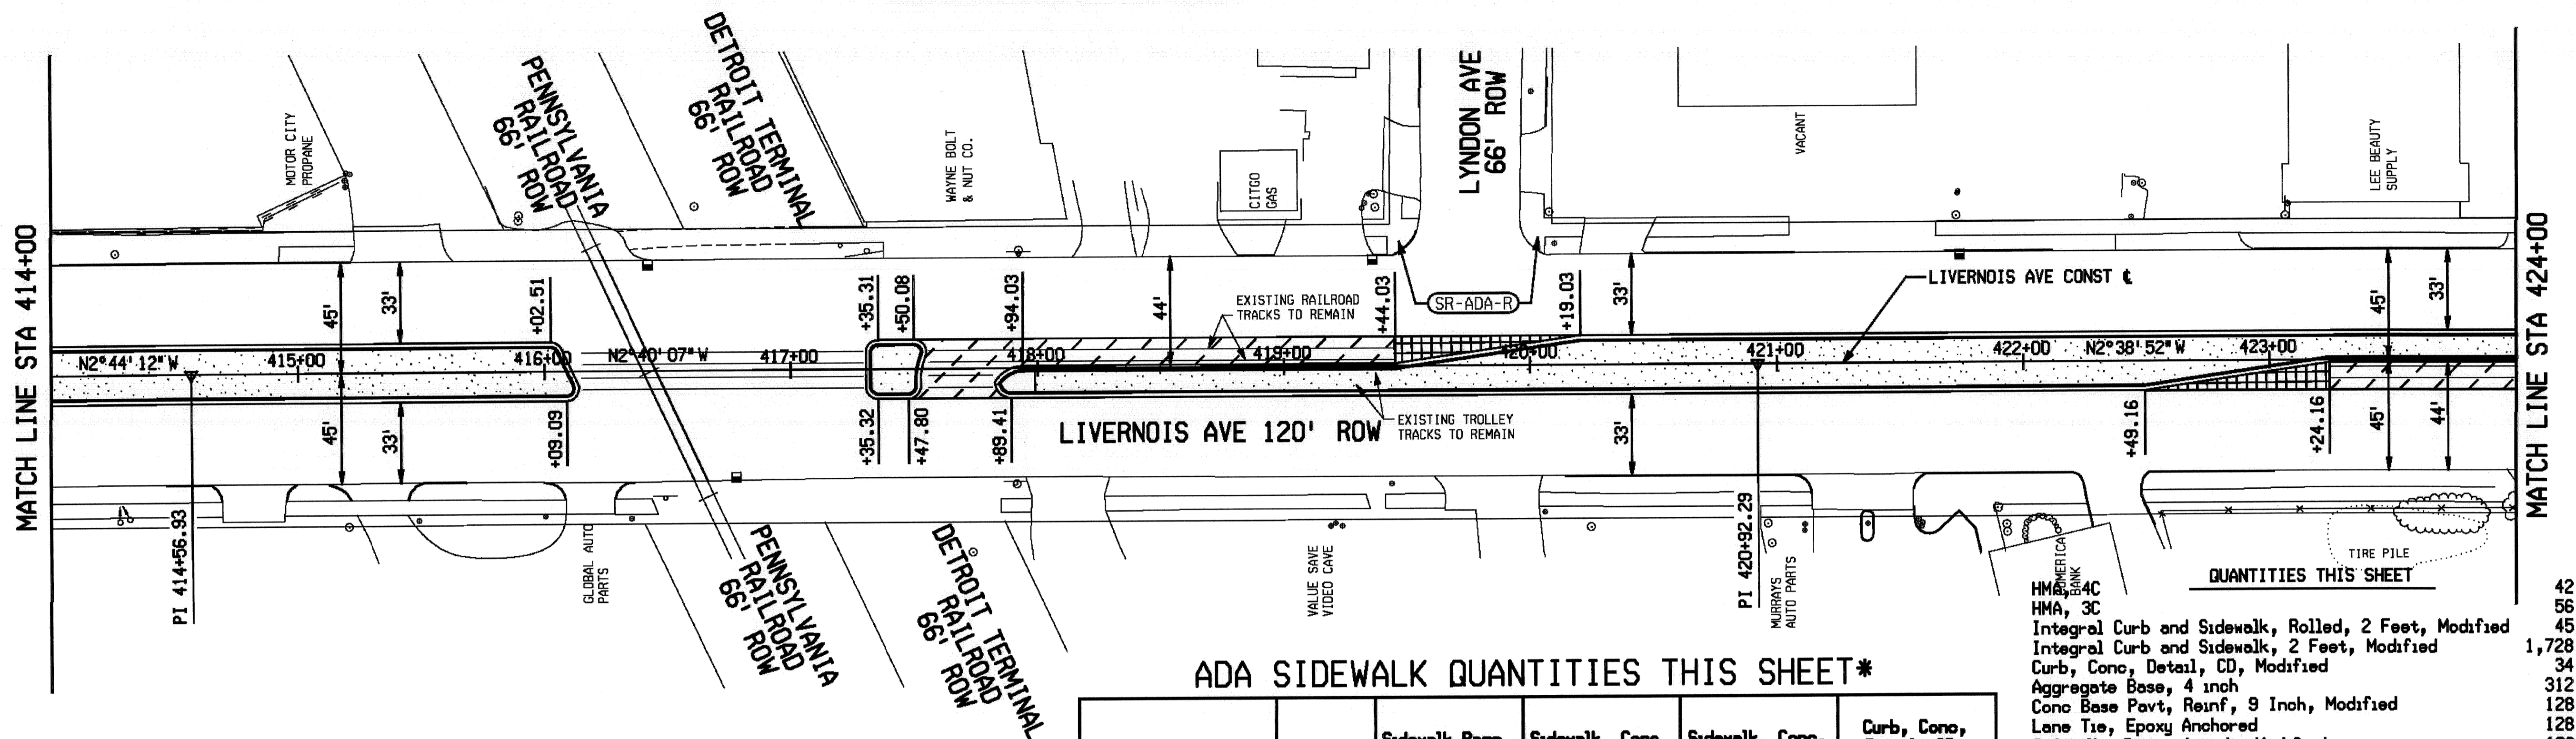 MATCH LINE STA 414+00
MOTOR CITY
PROPANE
PENNSYLVANIA
RAILROAD
66' ROW
DETROIT TERMINAL
RAILROAD
66' ROW
WAYNE BOLT
& NUT CO.
CITGO
GAS
LYNDON AVE
66' ROW
VACANT
LEE BEAUTY
SUPPLY
MATCH LINE STA 424+00
45'
33'
+02.51
+35.31
+50.08
+94.03
44'
EXISTING RAILROAD
TRACKS TO REMAIN
+44.03
SR-ADA-R
+19.03
33'
LIVERNOIS AVE CONST ℄
45'
33'
N2°44'12"W
415+00
416+00
N2°40'07"W
417+00
418+00
419+00
420+00
421+00
422+00
N2°38'52"W
423+00
45'
33'
+09.09
+35.32
+47.80
+89.41
LIVERNOIS AVE 120' ROW
EXISTING TROLLEY
TRACKS TO REMAIN
33'
+49.16
+24.16
45'
44'
PI 414+56.93
GLOBAL AUTO
PARTS
PENNSYLVANIA
RAILROAD
66' ROW
DETROIT TERMINAL
RAILROAD
66' ROW
VALUE SAVE
VIDEO CAVE
PI 420+92.29
MURRAYS
AUTO PARTS
COMERICA
BANK
TIRE PILE
QUANTITIES THIS SHEET
HMA, 4C 42
HMA, 3C 56
Integral Curb and Sidewalk, Rolled, 2 Feet, Modified 45
Integral Curb and Sidewalk, 2 Feet, Modified 1,728
Curb, Conc, Detail, CD, Modified 34
Aggregate Base, 4 inch 312
Conc Base Pavt, Reinf, 9 Inch, Modified 128
Lane Tie, Epoxy Anchored 128
ADA SIDEWALK QUANTITIES THIS SHEET*
Sidewalk Ramp
Sidewalk, Conc,
Sidewalk, Conc,
Curb, Conc,